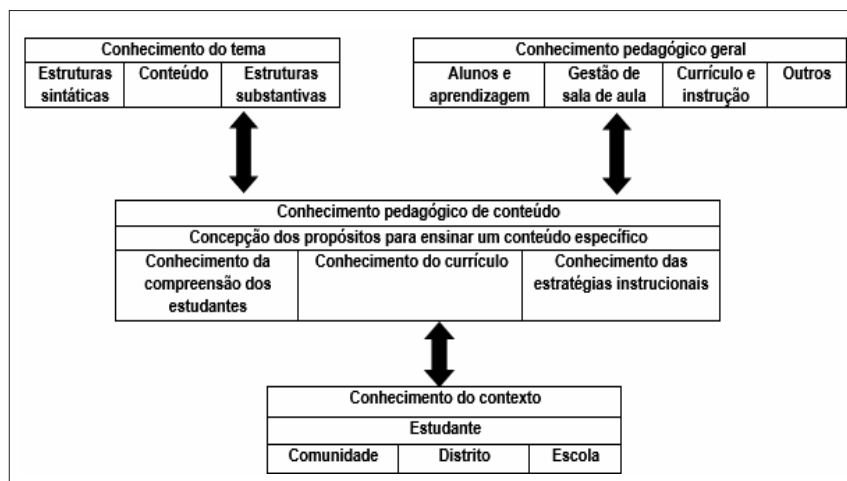 Conhecimento do tema
Estruturas sintáticas
Conteúdo
Estruturas substantivas
Conhecimento pedagógico geral
Alunos e aprendizagem
Gestão de sala de aula
Currículo e instrução
Outros
Conhecimento pedagógico de conteúdo
Concepção dos propósitos para ensinar um conteúdo específico
Conhecimento da compreensão dos estudantes
Conhecimento do currículo
Conhecimento das estratégias instrucionais
Conhecimento do contexto
Estudante
Comunidade
Distrito
Escola